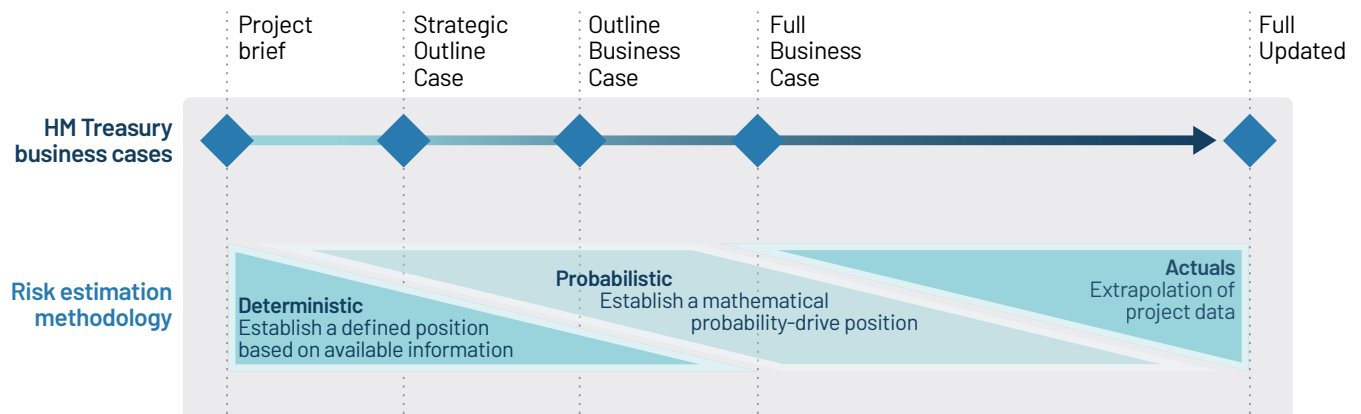 Project
brief
Strategic
Outline
Case
Outline
Business
Case
Full
Business
Case
Full
Updated
HM Treasury
business cases
Risk estimation
methodology
Deterministic
Establish a defined position
based on available information
Probabilistic
Establish a mathematical
probability-drive position
Actuals
Extrapolation of
project data